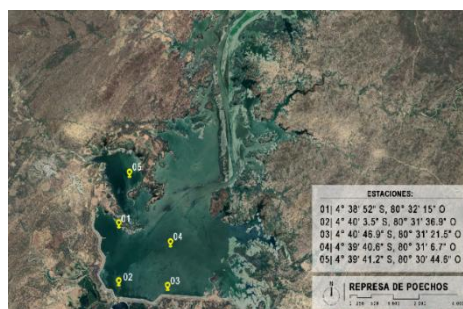 05
01
04
02
03
ESTACIONES:
01| 4° 38' 52" S, 80° 32' 15" O
02| 4° 40' 3.5" S, 80° 31' 36.9" O
03| 4° 40' 46.9" S, 80° 31' 21.5" O
04| 4° 39' 40.6" S, 80° 31' 6.7" O
05| 4° 39' 41.2" S, 80° 30' 44.6" O
REPRESA DE POECHOS